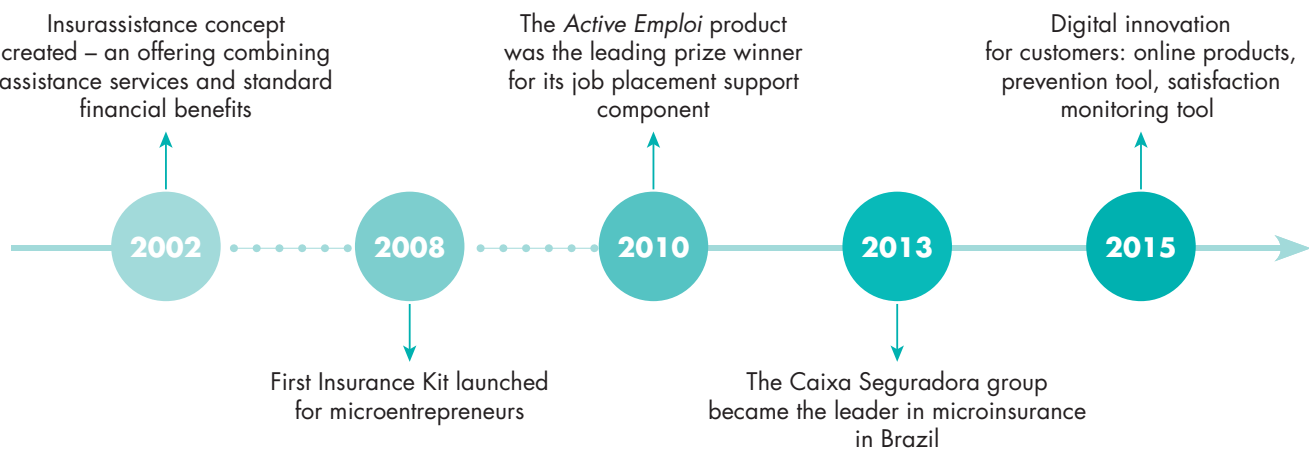 Insurassistance concept
created – an offering combining
assistance services and standard
financial benefits
The Active Emploi product
was the leading prize winner
for its job placement support
component
Digital innovation
for customers: online products,
prevention tool, satisfaction
monitoring tool
2002
2008
2010
2013
2015
First Insurance Kit launched
for microentrepreneurs
The Caixa Seguradora group
became the leader in microinsurance
in Brazil